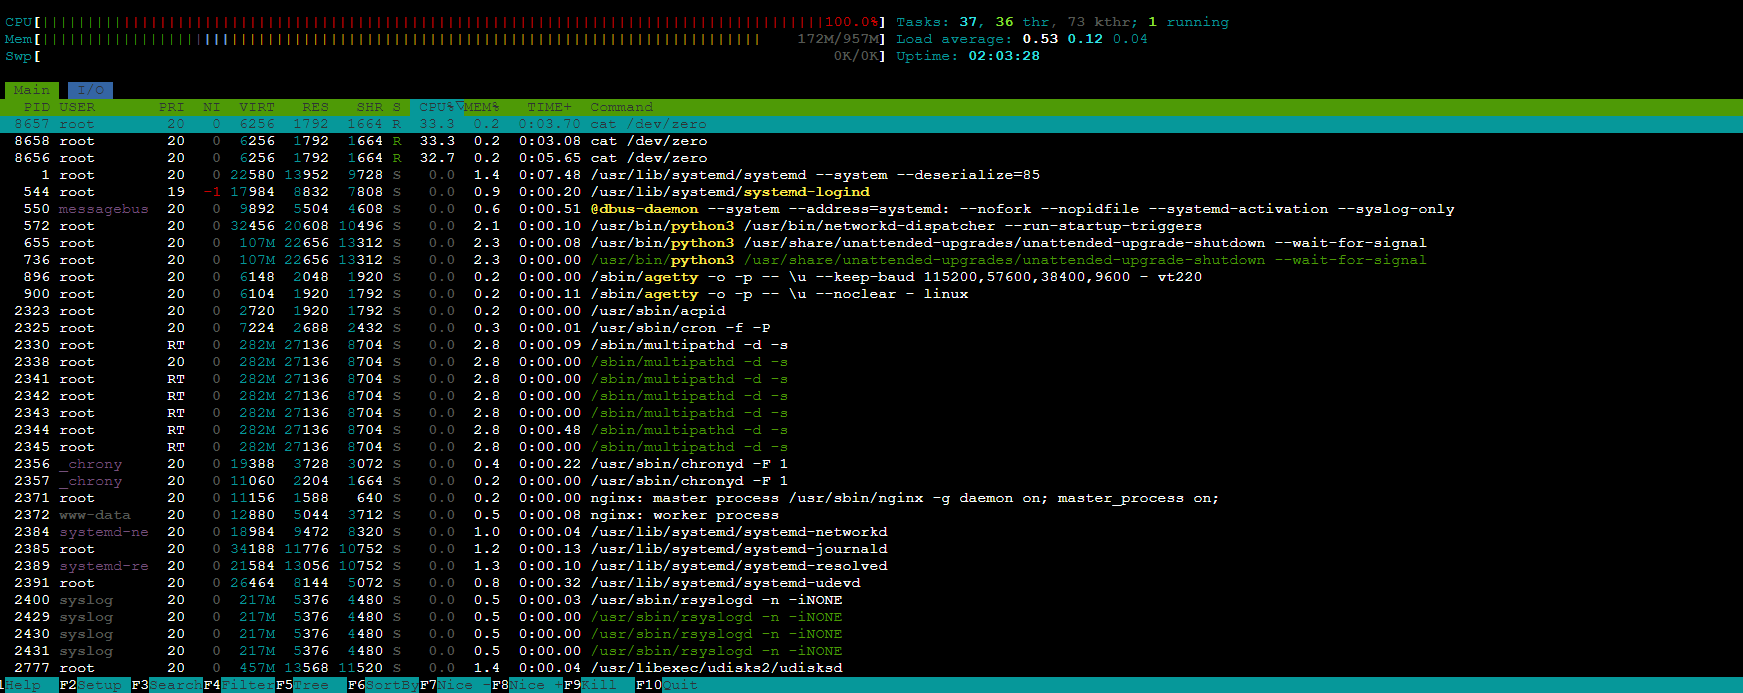 CPU[100.0%] Tasks: 37, 36 thr, 73 kthr; 1 running
Mem[172M/957M] Load average: 0.53 0.12 0.04
Swp[0K/0K] Uptime: 02:03:28
Main I/O
PID USER PRI NI VIRT RES SHR S CPU%▽MEM% TIME+ Command
8657 root 20 0 6256 1792 1664 R 33.3 0.2 0:03.70 cat /dev/zero
8658 root 20 0 6256 1792 1664 R 33.3 0.2 0:03.08 cat /dev/zero
8656 root 20 0 6256 1792 1664 R 32.7 0.2 0:05.65 cat /dev/zero
1 root 20 0 22580 13952 9728 S 0.0 1.4 0:07.48 /usr/lib/systemd/systemd --system --deserialize=85
544 root 19 -1 17984 8832 7808 S 0.0 0.9 0:00.20 /usr/lib/systemd/systemd-logind
550 messagebus 20 0 9892 5504 4608 S 0.0 0.6 0:00.51 @dbus-daemon --system --address=systemd: --nofork --nopidfile --systemd-activation --syslog-only
572 root 20 0 32456 20608 10496 S 0.0 2.1 0:00.10 /usr/bin/python3 /usr/bin/networkd-dispatcher --run-startup-triggers
655 root 20 0 107M 22656 13312 S 0.0 2.3 0:00.08 /usr/bin/python3 /usr/share/unattended-upgrades/unattended-upgrade-shutdown --wait-for-signal
736 root 20 0 107M 22656 13312 S 0.0 2.3 0:00.00 /usr/bin/python3 /usr/share/unattended-upgrades/unattended-upgrade-shutdown --wait-for-signal
896 root 20 0 6148 2048 1920 S 0.0 0.2 0:00.00 /sbin/agetty -o -p -- \u --keep-baud 115200,57600,38400,9600 - vt220
900 root 20 0 6104 1920 1792 S 0.0 0.2 0:00.11 /sbin/agetty -o -p -- \u --noclear - linux
2323 root 20 0 2720 1920 1792 S 0.0 0.2 0:00.00 /usr/sbin/acpid
2325 root 20 0 7224 2688 2432 S 0.0 0.3 0:00.01 /usr/sbin/cron -f -P
2330 root RT 0 282M 27136 8704 S 0.0 2.8 0:00.09 /sbin/multipathd -d -s
2338 root 20 0 282M 27136 8704 S 0.0 2.8 0:00.00 /sbin/multipathd -d -s
2341 root RT 0 282M 27136 8704 S 0.0 2.8 0:00.00 /sbin/multipathd -d -s
2342 root RT 0 282M 27136 8704 S 0.0 2.8 0:00.00 /sbin/multipathd -d -s
2343 root RT 0 282M 27136 8704 S 0.0 2.8 0:00.00 /sbin/multipathd -d -s
2344 root RT 0 282M 27136 8704 S 0.0 2.8 0:00.48 /sbin/multipathd -d -s
2345 root RT 0 282M 27136 8704 S 0.0 2.8 0:00.00 /sbin/multipathd -d -s
2356 _chrony 20 0 19388 3728 3072 S 0.0 0.4 0:00.22 /usr/sbin/chronyd -F 1
2357 _chrony 20 0 11060 2204 1664 S 0.0 0.2 0:00.00 /usr/sbin/chronyd -F 1
2371 root 20 0 11156 1588 640 S 0.0 0.2 0:00.00 nginx: master process /usr/sbin/nginx -g daemon on; master_process on;
2372 www-data 20 0 12880 5044 3712 S 0.0 0.5 0:00.08 nginx: worker process
2384 systemd-ne 20 0 18984 9472 8320 S 0.0 1.0 0:00.04 /usr/lib/systemd/systemd-networkd
2385 root 20 0 34188 11776 10752 S 0.0 1.2 0:00.13 /usr/lib/systemd/systemd-journald
2389 systemd-re 20 0 21584 13056 10752 S 0.0 1.3 0:00.10 /usr/lib/systemd/systemd-resolved
2391 root 20 0 26464 8144 5072 S 0.0 0.8 0:00.32 /usr/lib/systemd/systemd-udevd
2400 syslog 20 0 217M 5376 4480 S 0.0 0.5 0:00.03 /usr/sbin/rsyslogd -n -iNONE
2429 syslog 20 0 217M 5376 4480 S 0.0 0.5 0:00.00 /usr/sbin/rsyslogd -n -iNONE
2430 syslog 20 0 217M 5376 4480 S 0.0 0.5 0:00.00 /usr/sbin/rsyslogd -n -iNONE
2431 syslog 20 0 217M 5376 4480 S 0.0 0.5 0:00.00 /usr/sbin/rsyslogd -n -iNONE
2777 root 20 0 457M 13568 11520 S 0.0 1.4 0:00.04 /usr/libexec/udisks2/udisksd
1Help F2Setup F3SearchF4FilterF5Tree F6SortByF7Nice -F8Nice +F9Kill F10Quit